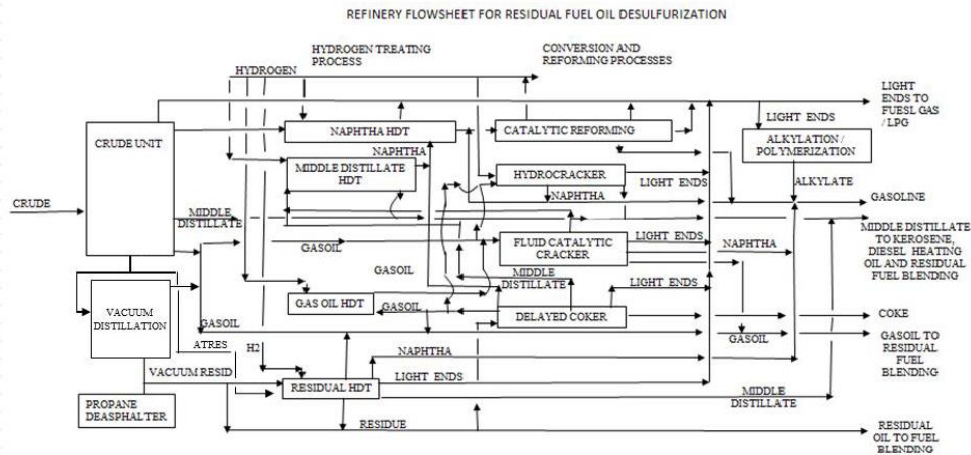 REFINERY FLOWSHEET FOR RESIDUAL FUEL OIL DESULFURIZATION
HYDROGEN TREATING
PROCESS
CONVERSION AND
REFORMING PROCESSES
HYDROGEN
LIGHT
ENDS TO
FUESL GAS
/ LPG
LIGHT ENDS
CRUDE UNIT
NAPHTHA HDT
CATALYTIC REFORMING
ALKYLATION /
POLYMERIZATION
NAPHTHA
MIDDLE DISTILLATE
HDT
HYDROCRACKER
LIGHT ENDS
ALKYLATE
NAPHTHA
CRUDE
GASOLINE
MIDDLE
DISTILLATE
MIDDLE DISTILLATE
TO KEROSENE,
DIESEL HEATING
OIL AND RESIDUAL
FUEL BLENDING
LIGHT ENDS
GASOIL
FLUID CATALYTIC
CRACKER
NAPHTHA
GASOIL
MIDDLE
DISTILLATE
LIGHT ENDS
GAS OIL HDT
GASOIL
DELAYED COKER
COKE
VACUUM
DISTILLATION
GASOIL
GASOIL
GASOIL TO
RESIDUAL
FUEL
BLENDING
ATRES
H2
NAPHTHA
VACUUM RESID
RESIDUAL HDT
LIGHT ENDS
MIDDLE
DISTILLATE
PROPANE
DEASPHALTER
RESIDUE
RESIDUAL
OIL TO FUEL
BLENDING